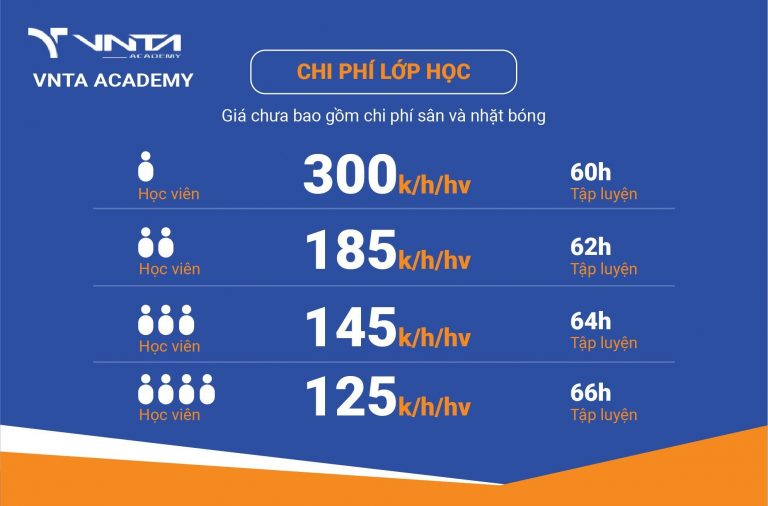 VNTA
ACADEMY
VNTA ACADEMY
CHI PHÍ LỚP HỌC
Giá chưa bao gồm chi phí sân và nhặt bóng
Học viên
300k/h/hv
60h
Tập luyện
Học viên
185k/h/hv
62h
Tập luyện
Học viên
145k/h/hv
64h
Tập luyện
Học viên
125k/h/hv
66h
Tập luyện